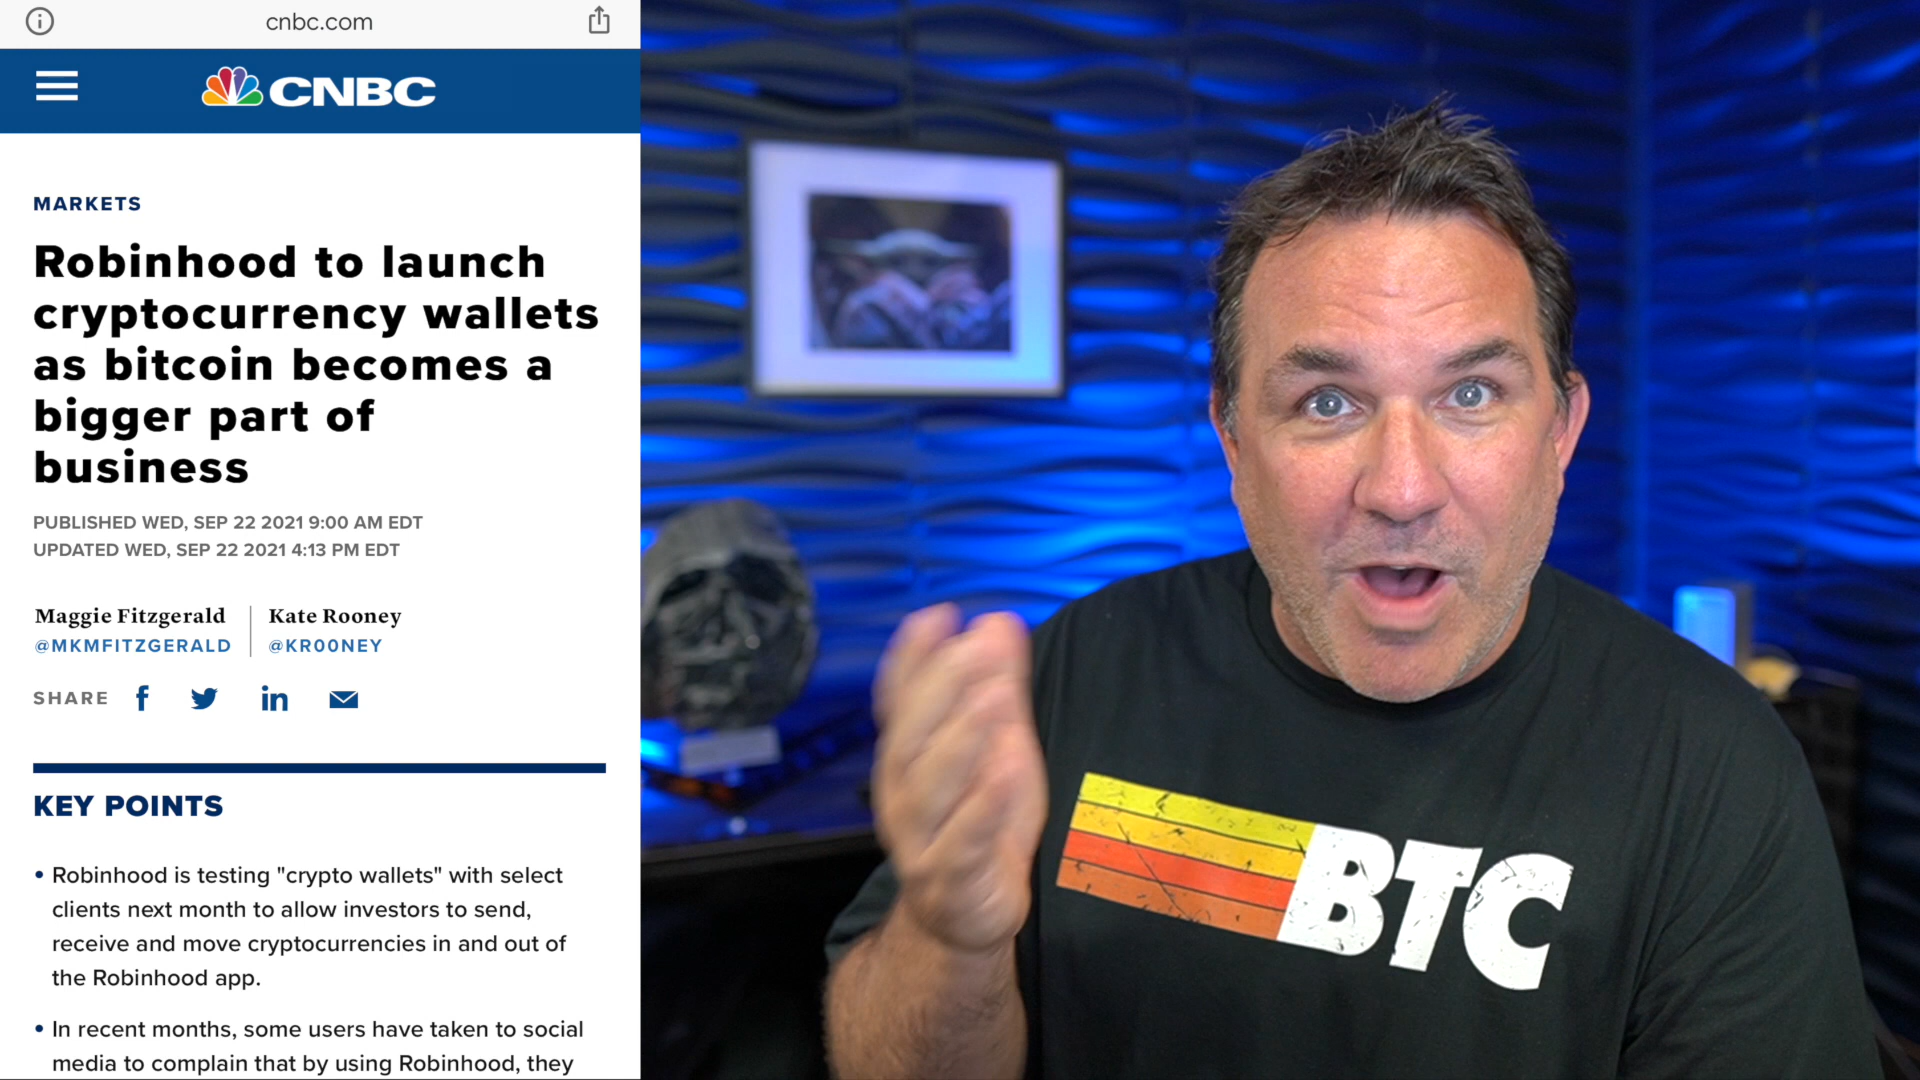 cnbc.com
CNBC
MARKETS
Robinhood to launch
cryptocurrency wallets
as bitcoin becomes a
bigger part of
business
PUBLISHED WED, SEP 22 2021 9:00 AM EDT
UPDATED WED, SEP 22 2021 4:13 PM EDT
Maggie Fitzgerald
@MKMFITZGERALD
Kate Rooney
@KR00NEY
SHARE
KEY POINTS
• Robinhood is testing "crypto wallets" with select
clients next month to allow investors to send,
receive and move cryptocurrencies in and out of
the Robinhood app.
• In recent months, some users have taken to social
media to complain that by using Robinhood, they
BTC